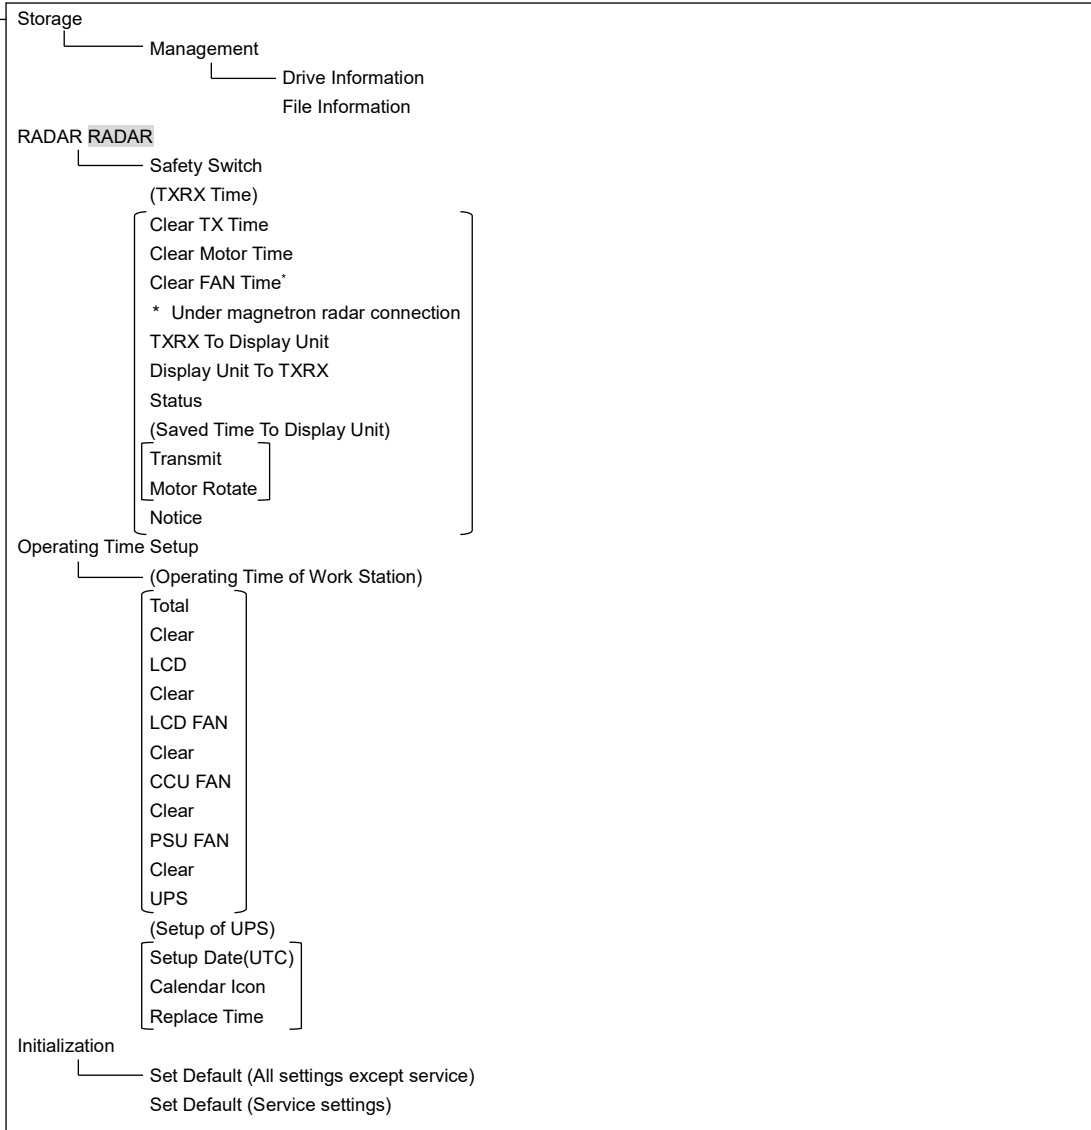 Storage
Management
Drive Information
File Information
RADAR RADAR
Safety Switch
(TXRX Time)
Clear TX Time
Clear Motor Time
Clear FAN Time*
* Under magnetron radar connection
TXRX To Display Unit
Display Unit To TXRX
Status
(Saved Time To Display Unit)
Transmit
Motor Rotate
Notice
Operating Time Setup
(Operating Time of Work Station)
Total
Clear
LCD
Clear
LCD FAN
Clear
CCU FAN
Clear
PSU FAN
Clear
UPS
(Setup of UPS)
Setup Date(UTC)
Calendar Icon
Replace Time
Initialization
Set Default (All settings except service)
Set Default (Service settings)